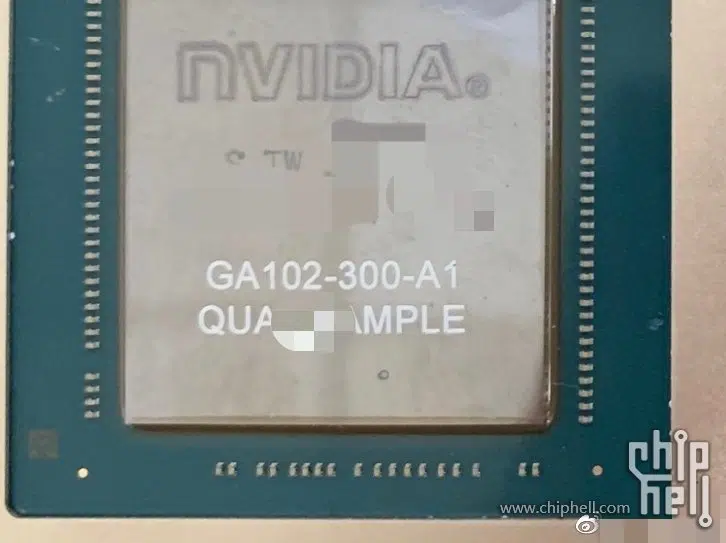 NVIDIA®
TW
GA102-300-A1
QUA AMPLE
chip
hell
www.chiphell.com